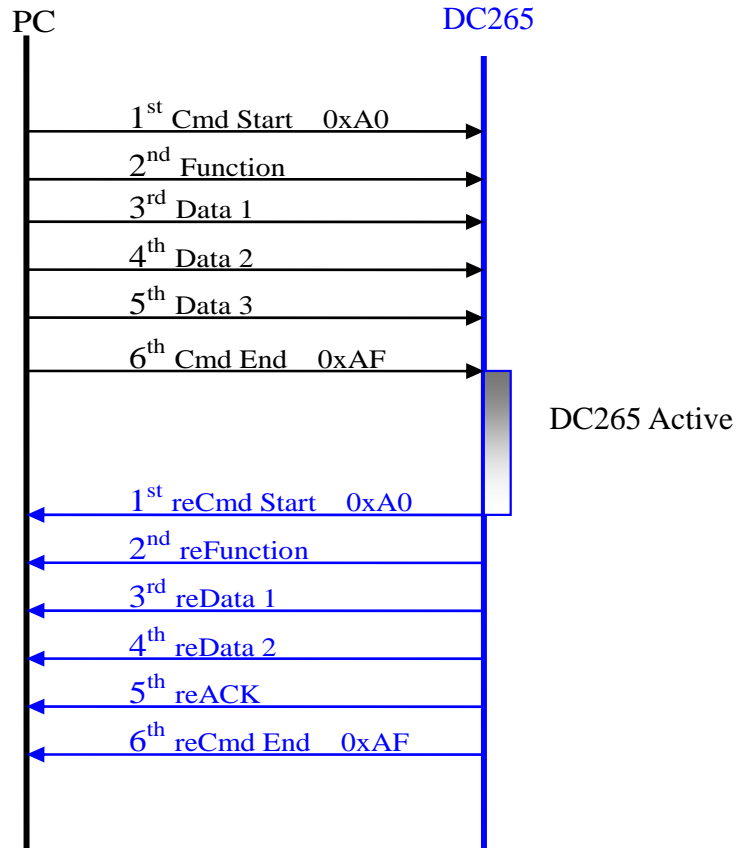 PC
DC265
1st Cmd Start 0xA0
2nd Function
3rd Data 1
4th Data 2
5th Data 3
6th Cmd End 0xAF
DC265 Active
1st reCmd Start 0xA0
2nd reFunction
3rd reData 1
4th reData 2
5th reACK
6th reCmd End 0xAF